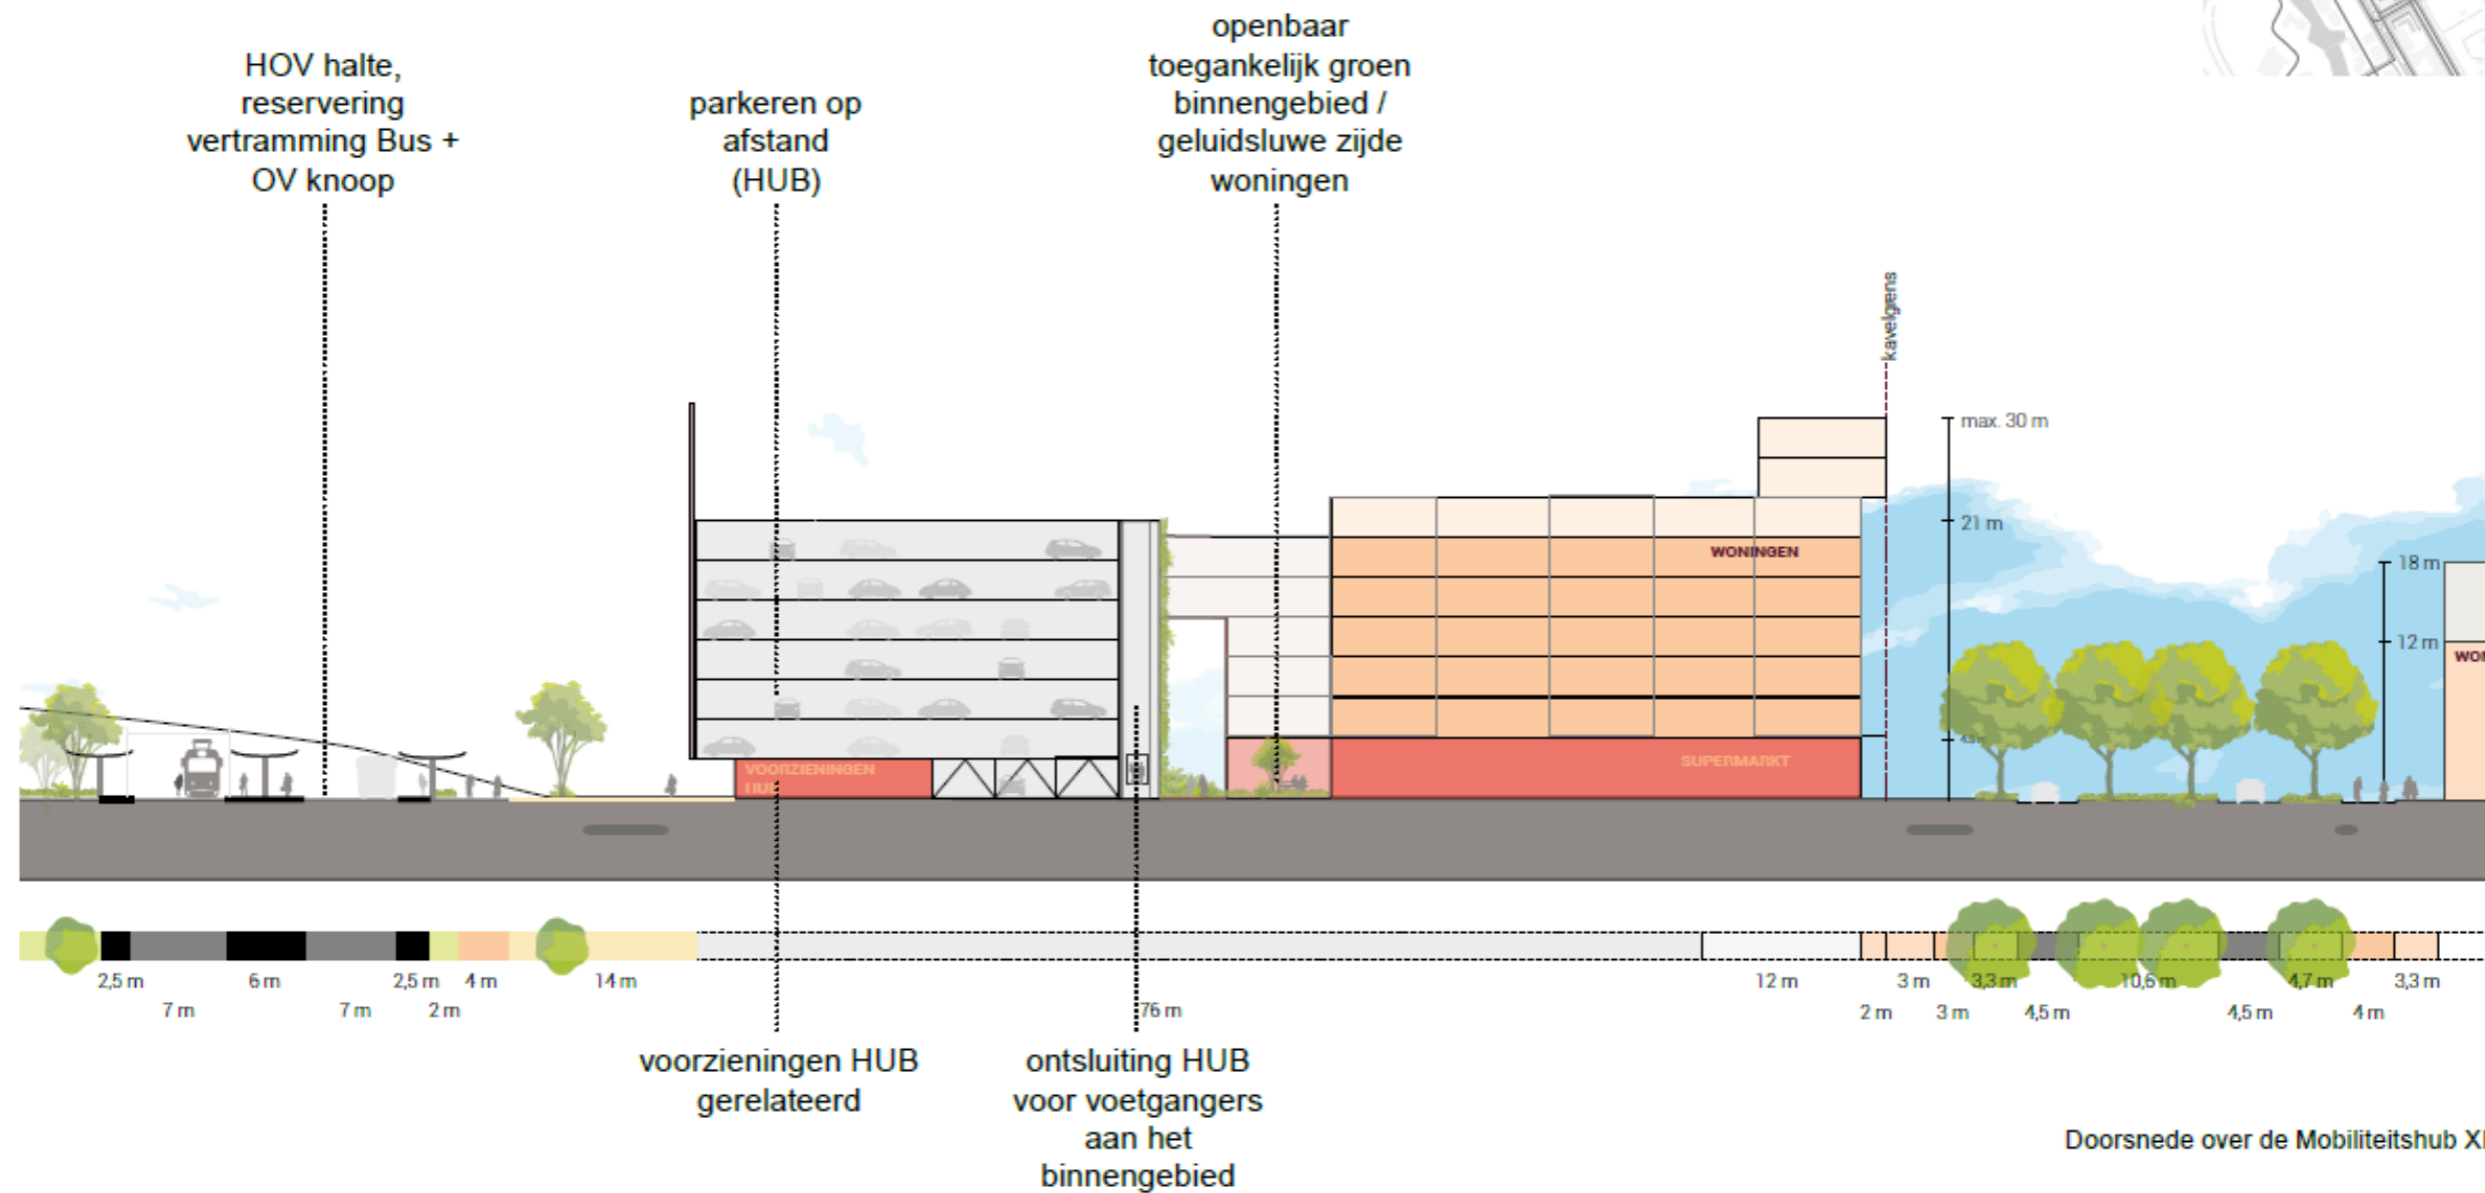 HOV halte,
reservering
vertramming Bus +
OV knoop
parkeren op
afstand
(HUB)
openbaar
toegankelijk groen
binnengebied /
geluidsluwe zijde
woningen
kavelgrens
max. 30 m
21 m
18 m
12 m
WONINGEN
SUPERMARKT
VOORZIENINGEN
HUB
2,5 m
6 m
2,5 m
4 m
14 m
12 m
3 m
3,3 m
10,6 m
4,7 m
3,3 m
7 m
7 m
2 m
76 m
2 m
3 m
4,5 m
4,5 m
4 m
voorzieningen HUB
gerelateerd
ontsluiting HUB
voor voetgangers
aan het
binnengebied
Doorsnede over de Mobiliteitshub